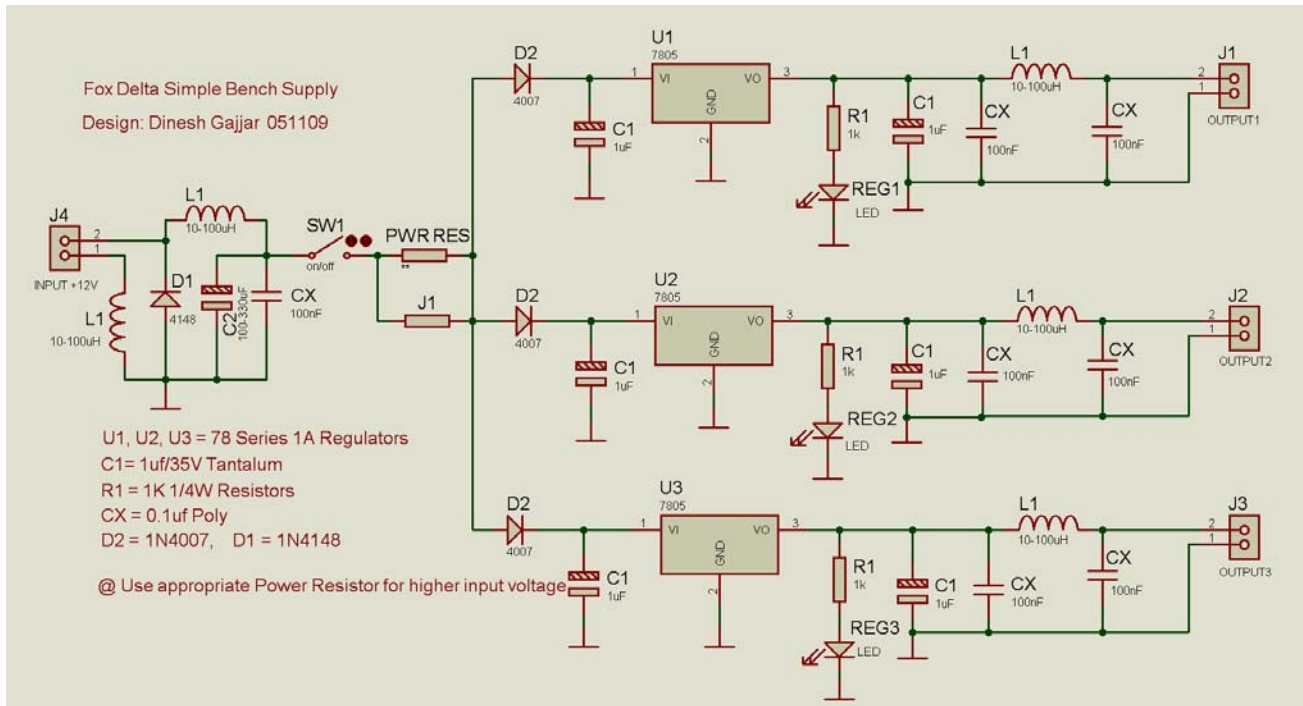 Fox Delta Simple Bench Supply
Design: Dinesh Gajjar 051109
J4
2
1
INPUT +12V
L1
10-100uH
L1
10-100uH
D1
4148
C2
100-330uF
CX
100nF
SW1
on/off
PWR RES
**
J1
D2
4007
C1
1uF
U1
7805
1
VI
VO
3
GND
2
R1
1k
REG1
LED
C1
1uF
CX
100nF
L1
10-100uH
CX
100nF
J1
2
1
OUTPUT1
D2
4007
C1
1uF
U2
7805
1
VI
VO
3
GND
2
R1
1k
REG2
LED
C1
1uF
CX
100nF
L1
10-100uH
CX
100nF
J2
2
1
OUTPUT2
D2
4007
C1
1uF
U3
7805
1
VI
VO
3
GND
2
R1
1k
REG3
LED
C1
1uF
CX
100nF
L1
10-100uH
CX
100nF
J3
2
1
OUTPUT3
U1, U2, U3 = 78 Series 1A Regulators
C1= 1uf/35V Tantalum
R1 = 1K 1/4W Resistors
CX = 0.1uf Poly
D2 = 1N4007, D1 = 1N4148
@ Use appropriate Power Resistor for higher input voltage